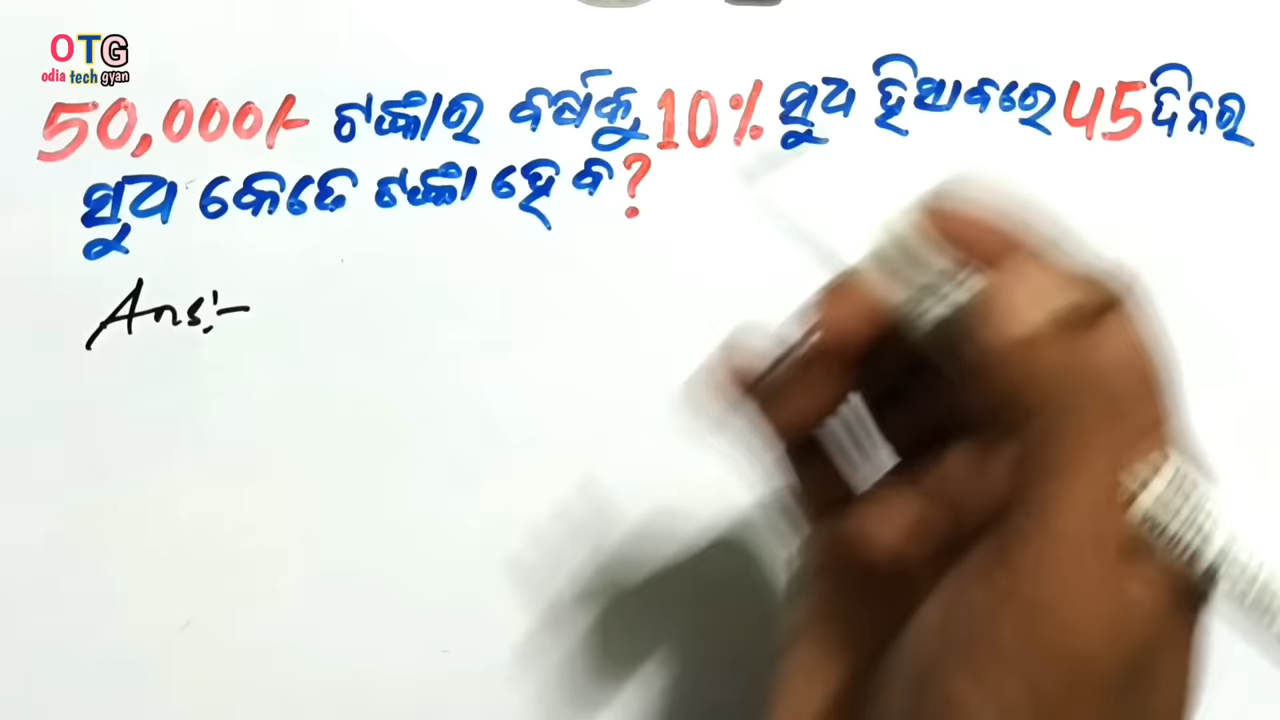 OTG
odia tech gyan
50,000/- ଟଙ୍କାର ବର୍ଷକୁ 10% ସୁଧ ହିସାବରେ 45 ଦିନର
ସୁଧ କେତେ ଟଙ୍କା ହେବ?
Ans:-